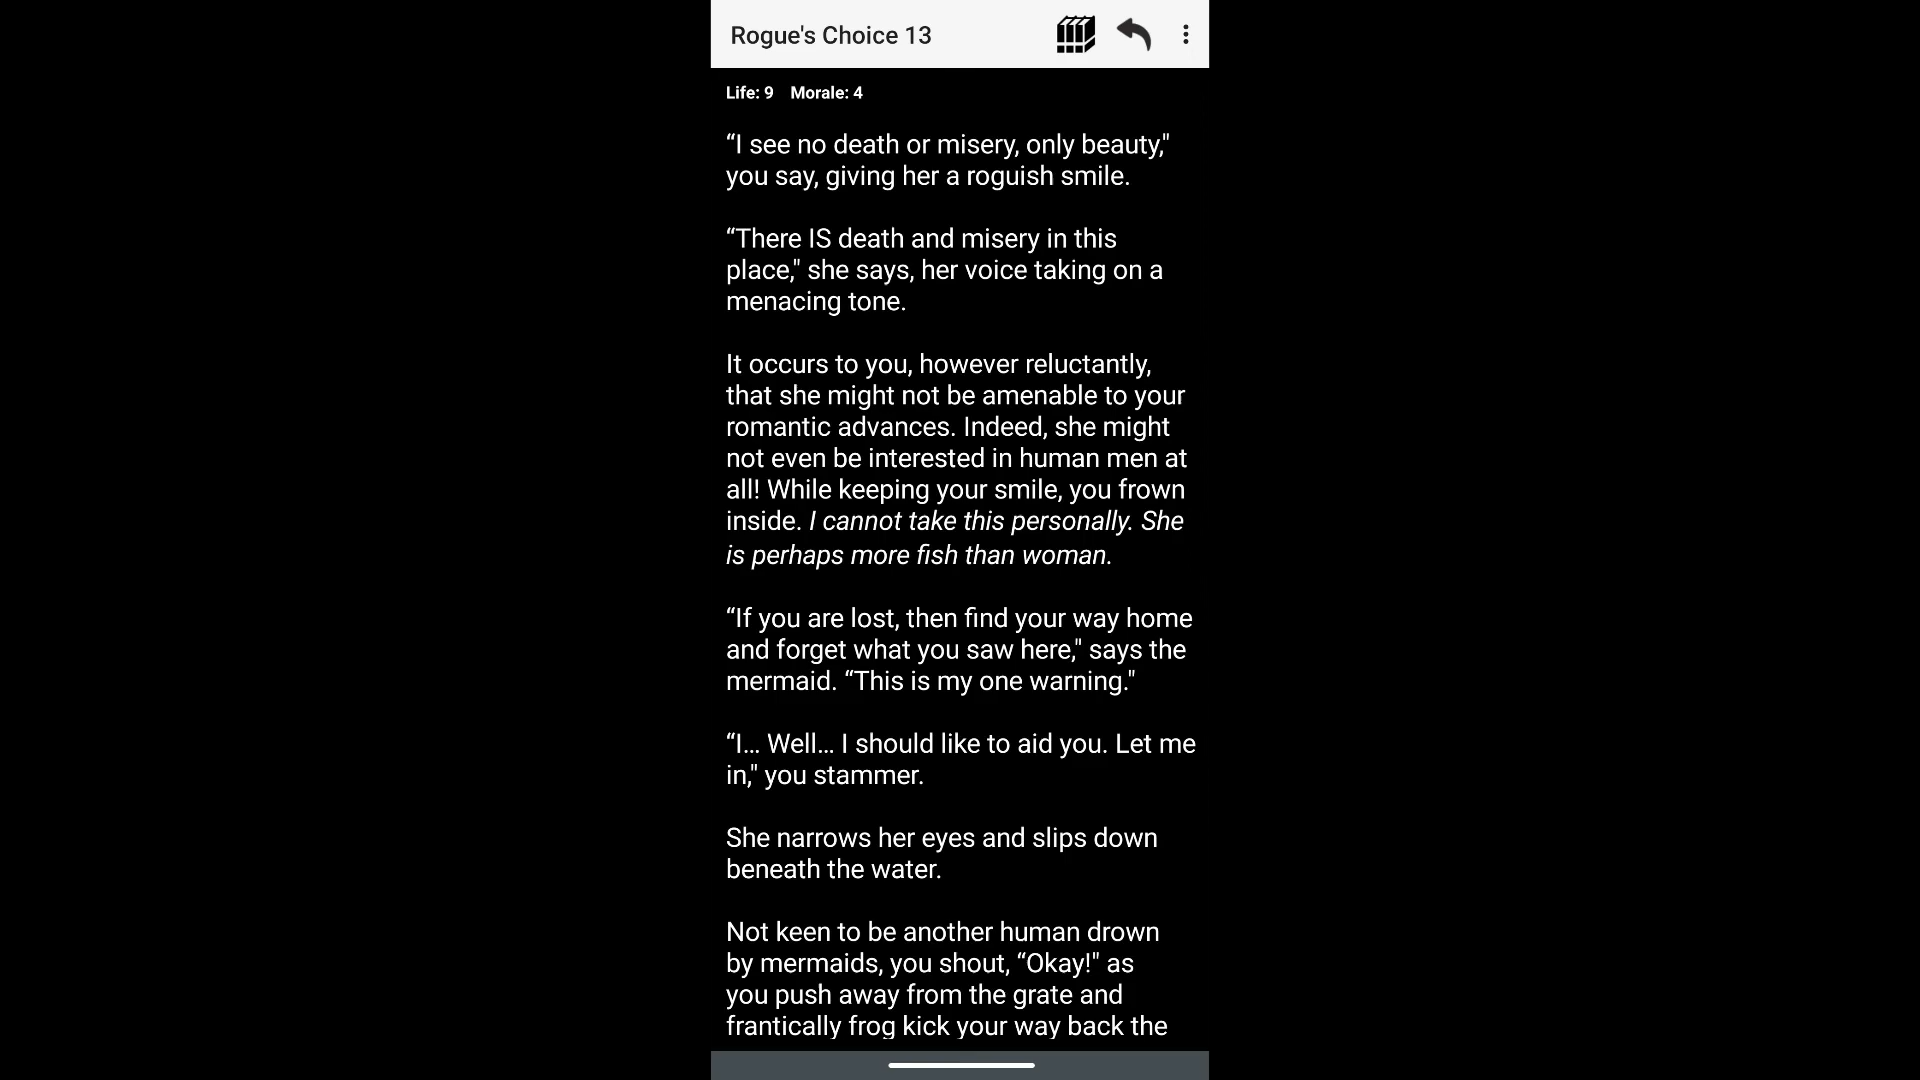 Rogue's Choice 13
Life: 9 Morale: 4
“I see no death or misery, only beauty,"
you say, giving her a roguish smile.
“There IS death and misery in this
place," she says, her voice taking on a
menacing tone.
It occurs to you, however reluctantly,
that she might not be amenable to your
romantic advances. Indeed, she might
not even be interested in human men at
all! While keeping your smile, you frown
inside. I cannot take this personally. She
is perhaps more fish than woman.
“If you are lost, then find your way home
and forget what you saw here," says the
mermaid. “This is my one warning."
“I... Well... I should like to aid you. Let me
in," you stammer.
She narrows her eyes and slips down
beneath the water.
Not keen to be another human drown
by mermaids, you shout, “Okay!" as
you push away from the grate and
frantically frog kick your way back the